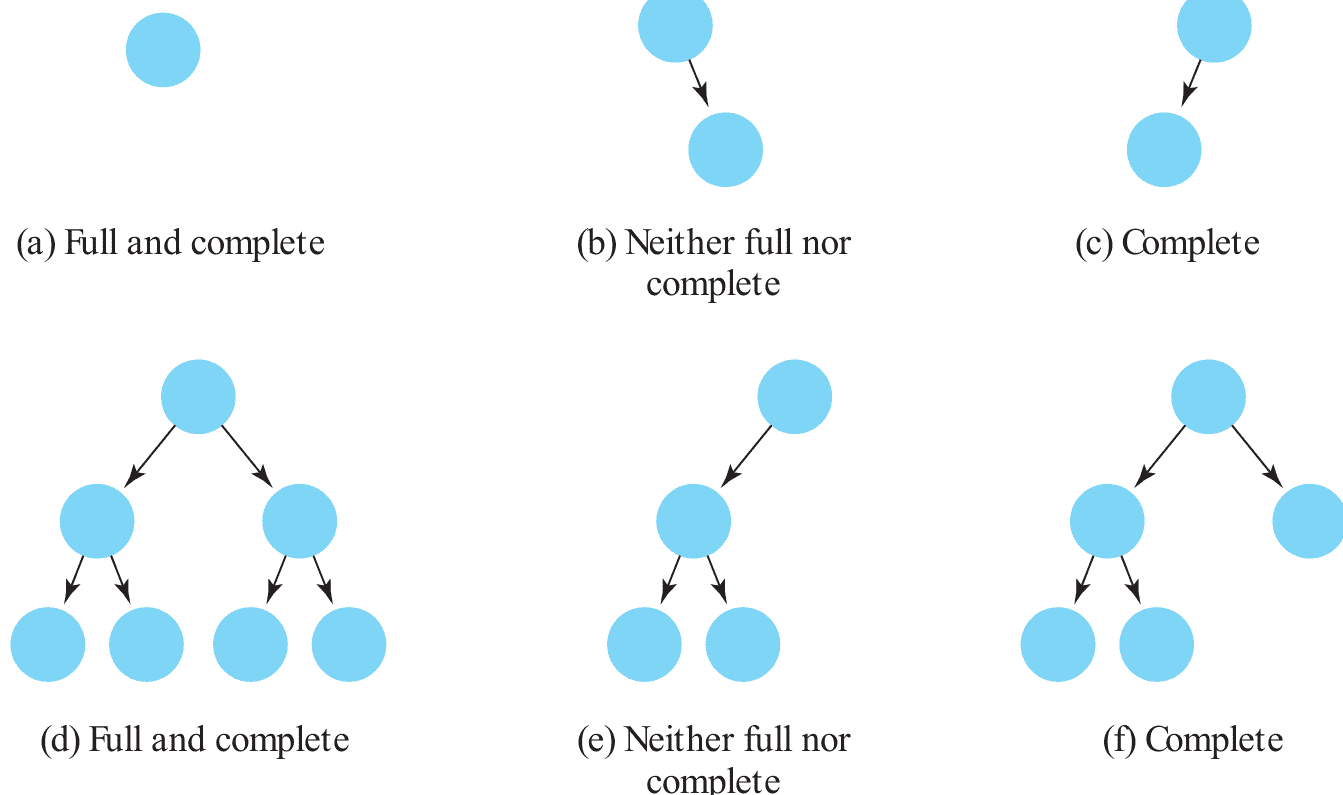 (a) Full and complete
(b) Neither full nor
complete
(c) Complete
(d) Full and complete
(e) Neither full nor
complete
(f) Complete